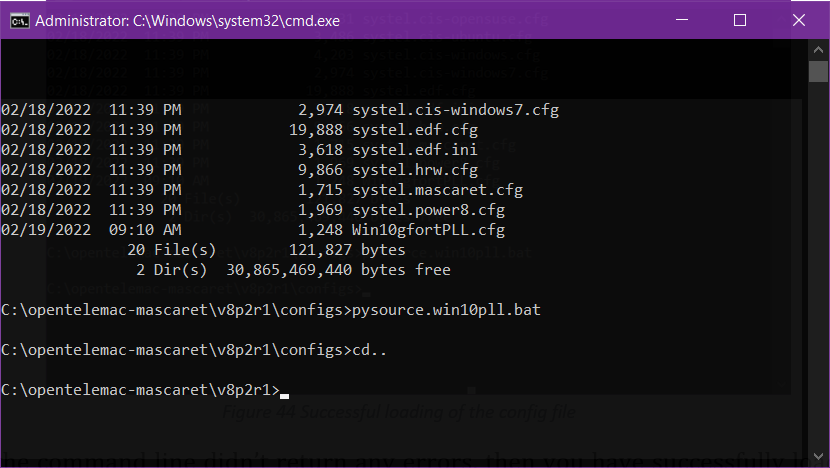 Administrator: C:\Windows\system32\cmd.exe
02/18/2022  11:39 PM             2,974 systel.cis-windows7.cfg
02/18/2022  11:39 PM            19,888 systel.edf.cfg
02/18/2022  11:39 PM             3,618 systel.edf.ini
02/18/2022  11:39 PM             9,866 systel.hrw.cfg
02/18/2022  11:39 PM             1,715 systel.mascaret.cfg
02/18/2022  11:39 PM             1,969 systel.power8.cfg
02/19/2022  09:10 AM             1,248 Win10gfortPLL.cfg
              20 File(s)        121,827 bytes
               2 Dir(s)  30,865,469,440 bytes free
C:\opentelemac-mascaret\v8p2r1\configs>pysource.win10pll.bat
C:\opentelemac-mascaret\v8p2r1\configs>cd..
C:\opentelemac-mascaret\v8p2r1>
Figure 44 Successful loading of the config file
he command line didn't return any errors, then you have successfully